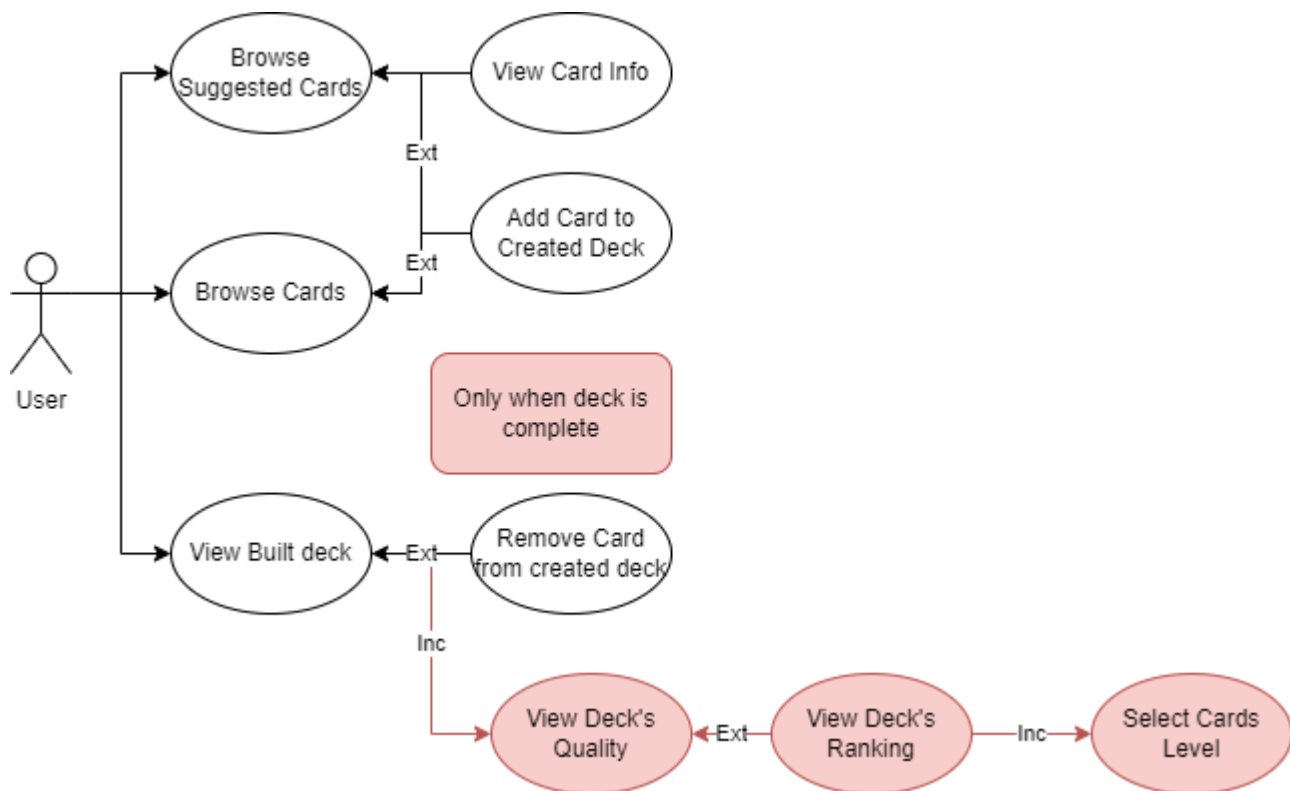 Browse
Suggested Cards
View Card Info
Ext
Add Card to
Created Deck
Ext
Browse Cards
User
Only when deck is
complete
View Built deck
Ext
Remove Card
from created deck
Inc
View Deck's
Quality
Ext
View Deck's
Ranking
Inc
Select Cards
Level